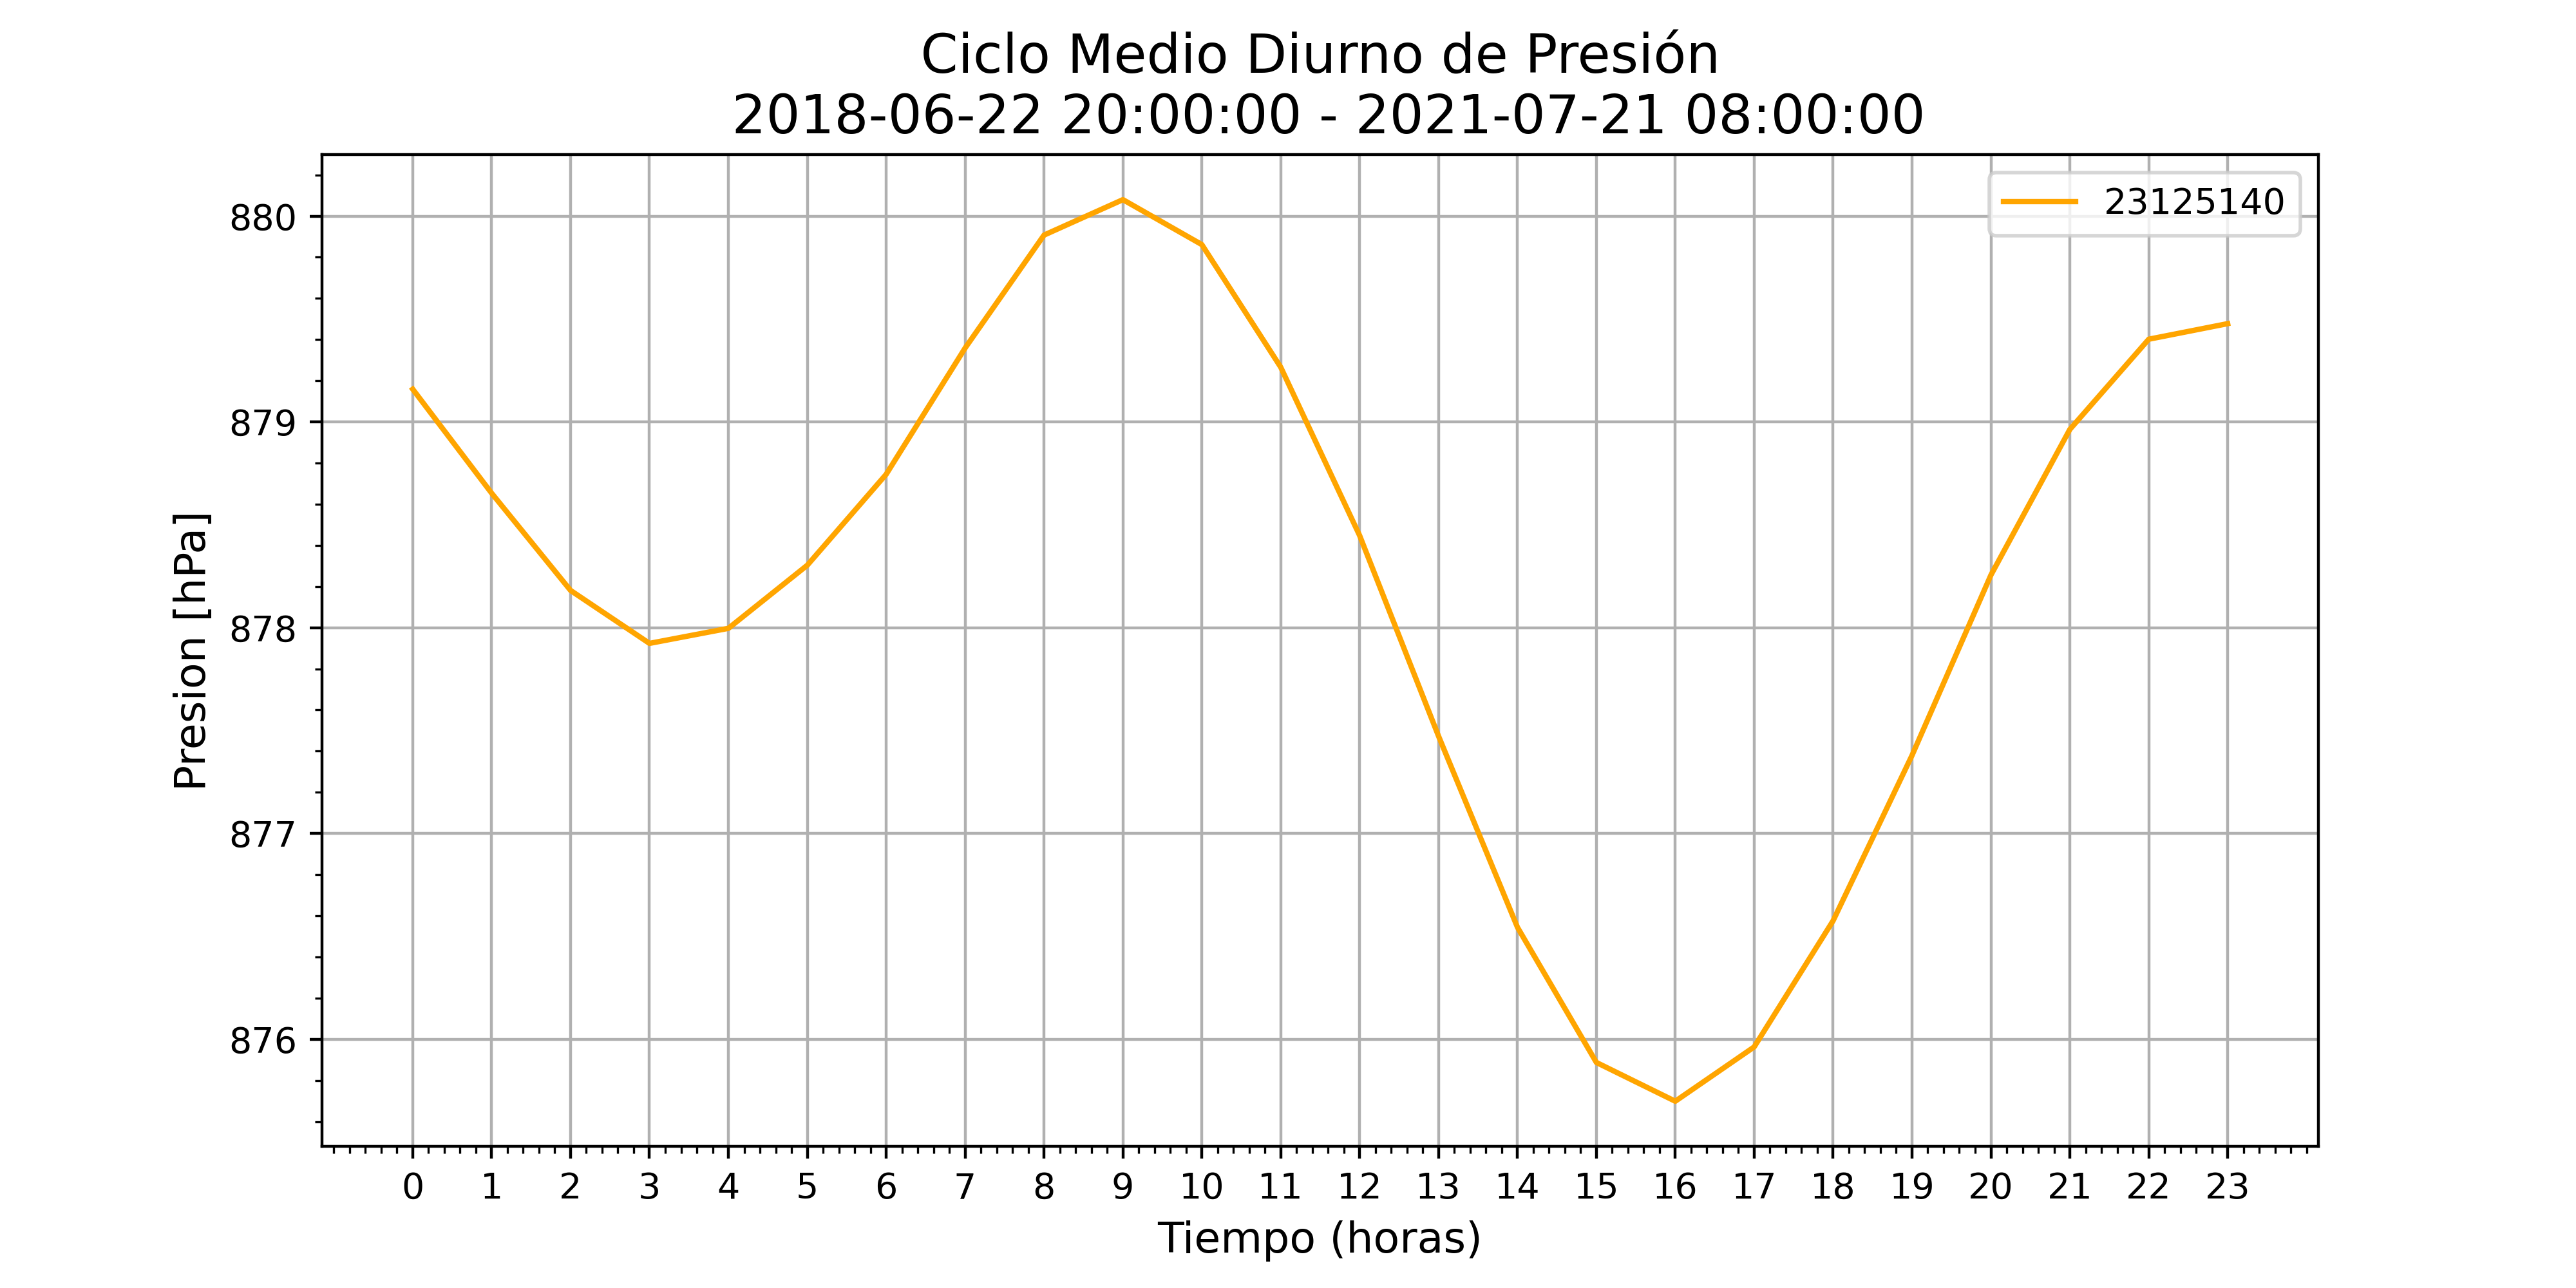 Ciclo Medio Diurno de Presión
2018-06-22 20:00:00 - 2021-07-21 08:00:00
23125140
Presion [hPa]
880
879
878
877
876
0 1 2 3 4 5 6 7 8 9 10 11 12 13 14 15 16 17 18 19 20 21 22 23
Tiempo (horas)